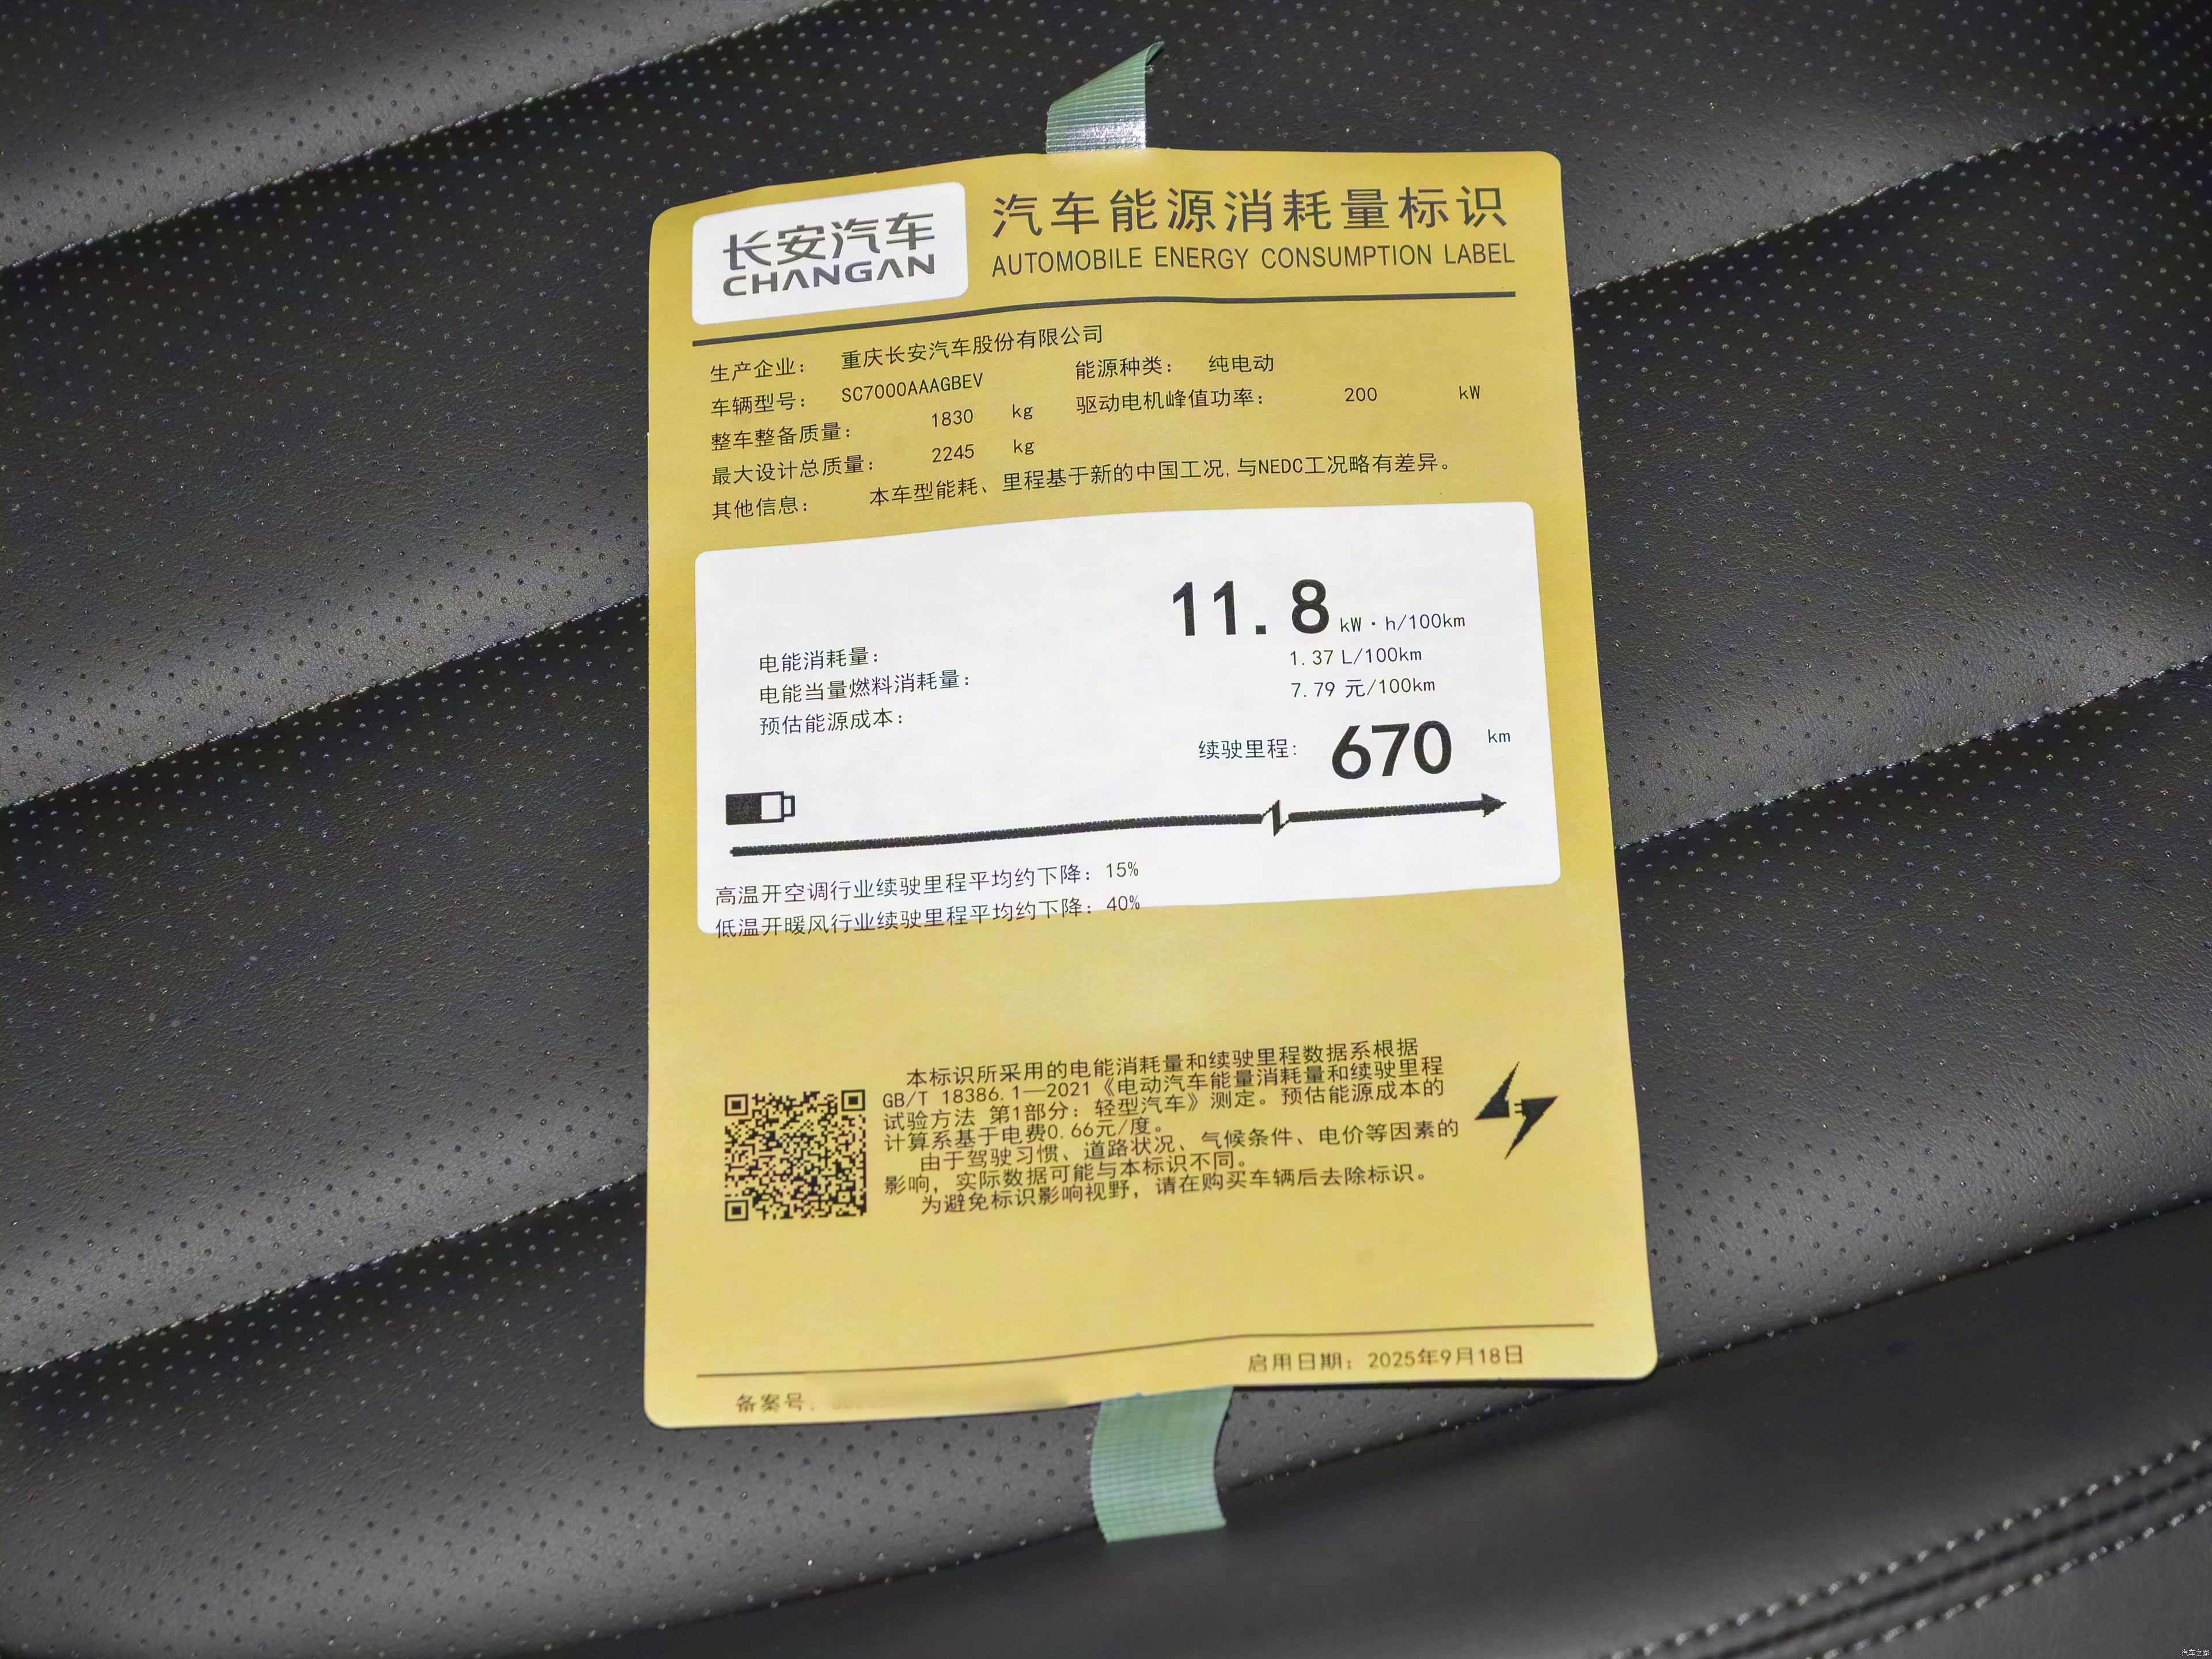 长安汽车
CHANGAN
汽车能源消耗量标识
AUTOMOBILE ENERGY CONSUMPTION LABEL
生产企业: 重庆长安汽车股份有限公司
车辆型号: SC7000AAAGBEV 能源种类: 纯电动
整车整备质量: 1830 kg 驱动电机峰值功率: 200 kW
最大设计总质量: 2245 kg
其他信息: 本车型能耗、里程基于新的中国工况,与NEDC工况略有差异。
电能消耗量: 11.8 kW·h/100km
电能当量燃料消耗量: 1.37 L/100km
预估能源成本: 7.79 元/100km
续驶里程: 670 km
高温开空调行业续驶里程平均约下降: 15%
低温开暖风行业续驶里程平均约下降: 40%
本标识所采用的电能消耗量和续驶里程数据系根据
GB/T 18386.1—2021《电动汽车能量消耗量和续驶里程
试验方法 第1部分: 轻型汽车》测定。预估能源成本的
计算系基于电费0.66元/度。
由于驾驶习惯、道路状况、气候条件、电价等因素的
影响, 实际数据可能与本标识不同。
为避免标识影响视野, 请在购买车辆后去除标识。
启用日期: 2025年9月18日
备案号:
汽车之家